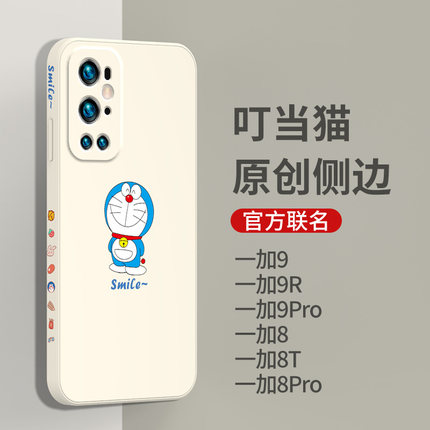 Smile~
Smile~
叮当猫
原创侧边
官方联名
一加9
一加9R
一加9Pro
一加8
一加8T
一加8Pro